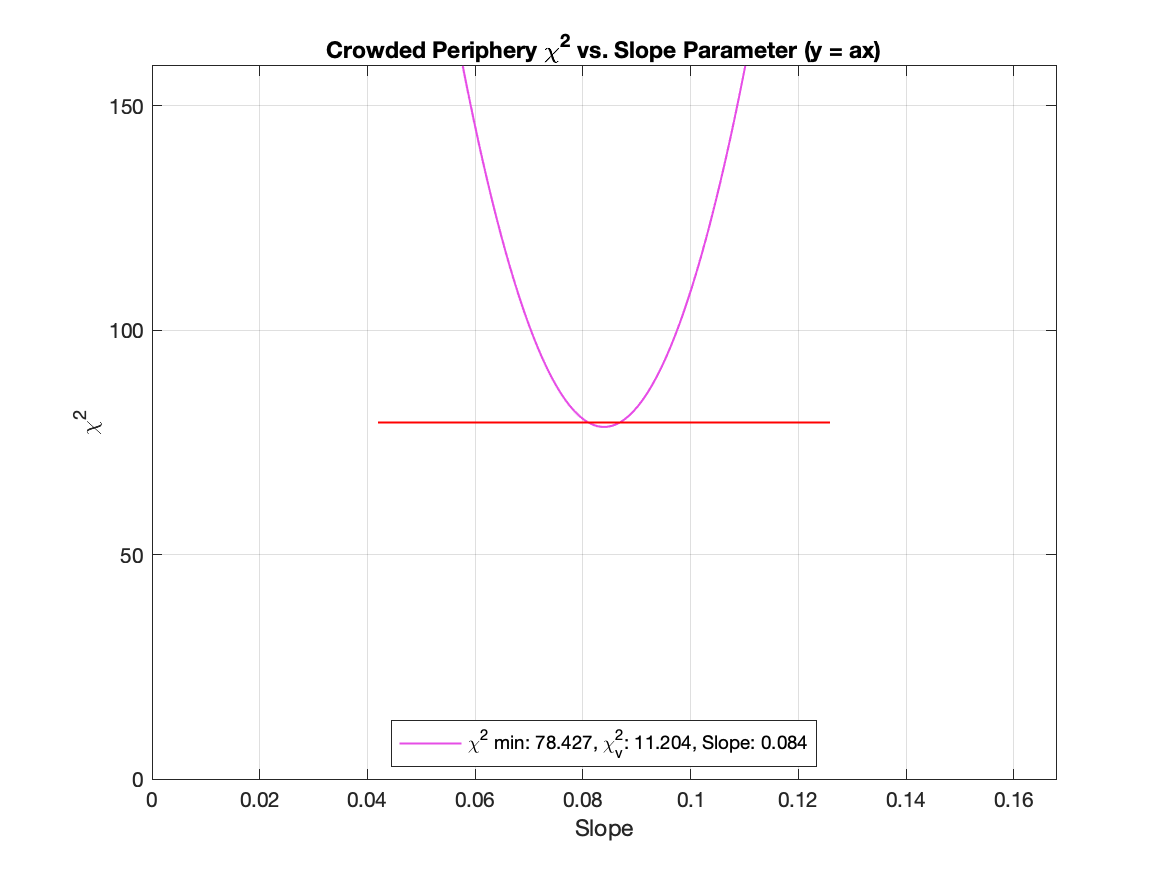 Crowded Periphery χ² vs. Slope Parameter (y = ax)
150
100
50
0
χ²
0 0.02 0.04 0.06 0.08 0.1 0.12 0.14 0.16
Slope
χ² min: 78.427, χ²ᵥ: 11.204, Slope: 0.084